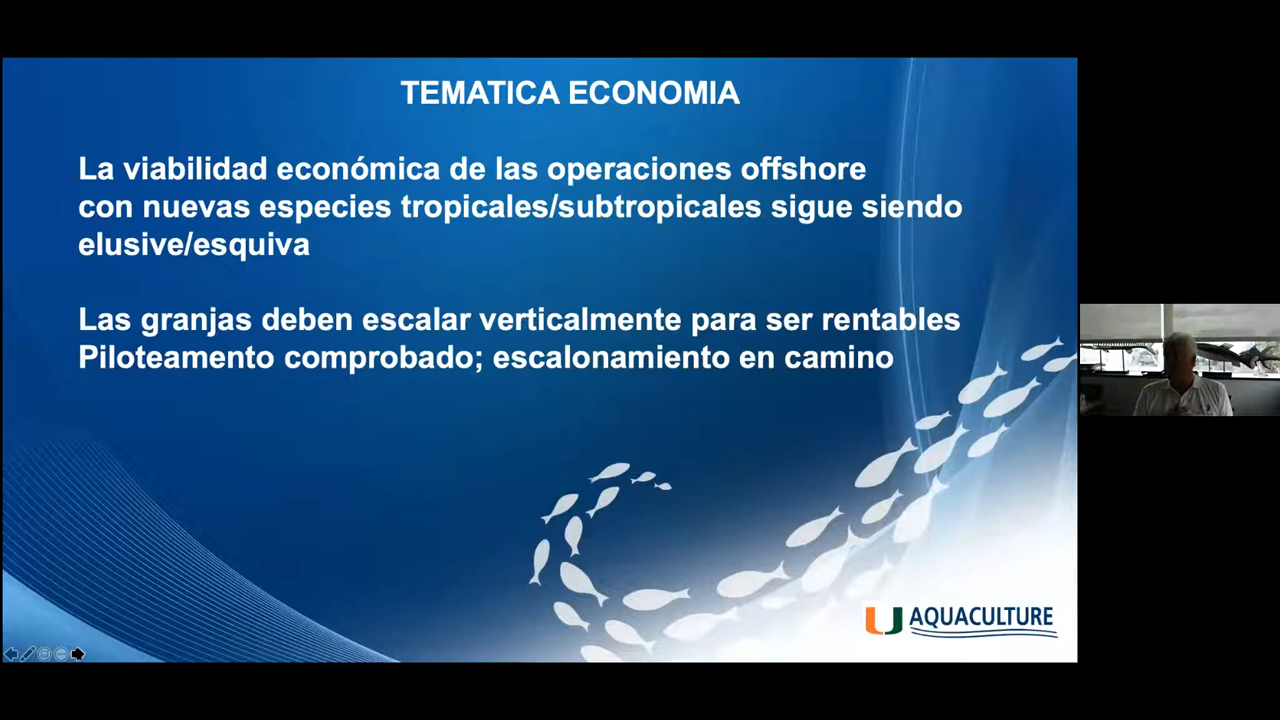 TEMATICA ECONOMIA
La viabilidad económica de las operaciones offshore
con nuevas especies tropicales/subtropicales sigue siendo
elusive/esquiva
Las granjas deben escalar verticalmente para ser rentables
Piloteamento comprobado; escalonamiento en camino
U AQUACULTURE